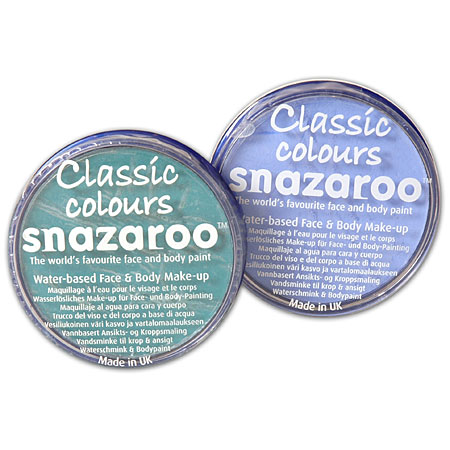 Classic
colours
snazaroo™
The world's favourite face and body paint
Water-based Face & Body Make-up
Maquillage à l'eau pour le visage et le corps
Wasserlösliches Make-up für Face- und Body-Painting
Maquillaje al agua para cara y cuerpo
Trucco del viso e del corpo a base di acqua
Vesiliukoinen väri kasvo ja vartalomaalaukseen
Vannbasert Ansikts- og Kroppsmaling
Vandsminke til krop & ansigt
Waterschmink & Bodypaint
Made in UK
Classic
colours
snazaroo™
The world's favourite face and body paint
Water-based Face & Body Make-up
Maquillage à l'eau pour le visage et le corps
Wasserlösliches Make-up für Face- und Body-Painting
Maquillaje al agua para cara y cuerpo
Trucco del viso e del corpo a base di acqua
Vesiliukoinen väri kasvo ja vartalomaalaukseen
Vannbasert Ansikts- og Kroppsmaling
Vandsminke til krop & ansigt
Waterschmink & Bodypaint
Made in UK